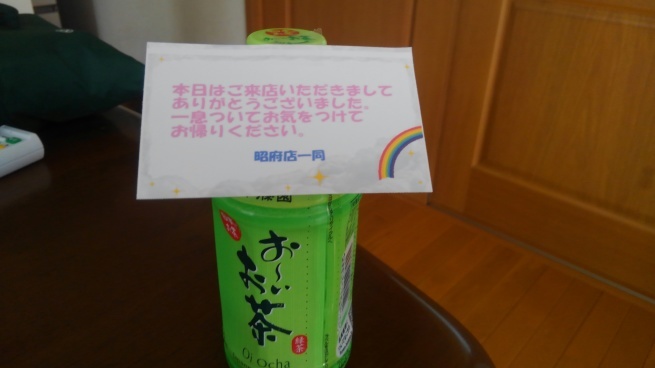 本日はご来店いただきまして
ありがとうございました。
一息ついてお気をつけて
お帰りください。
昭府店一同
お〜い
お茶
緑茶
Oi Ocha